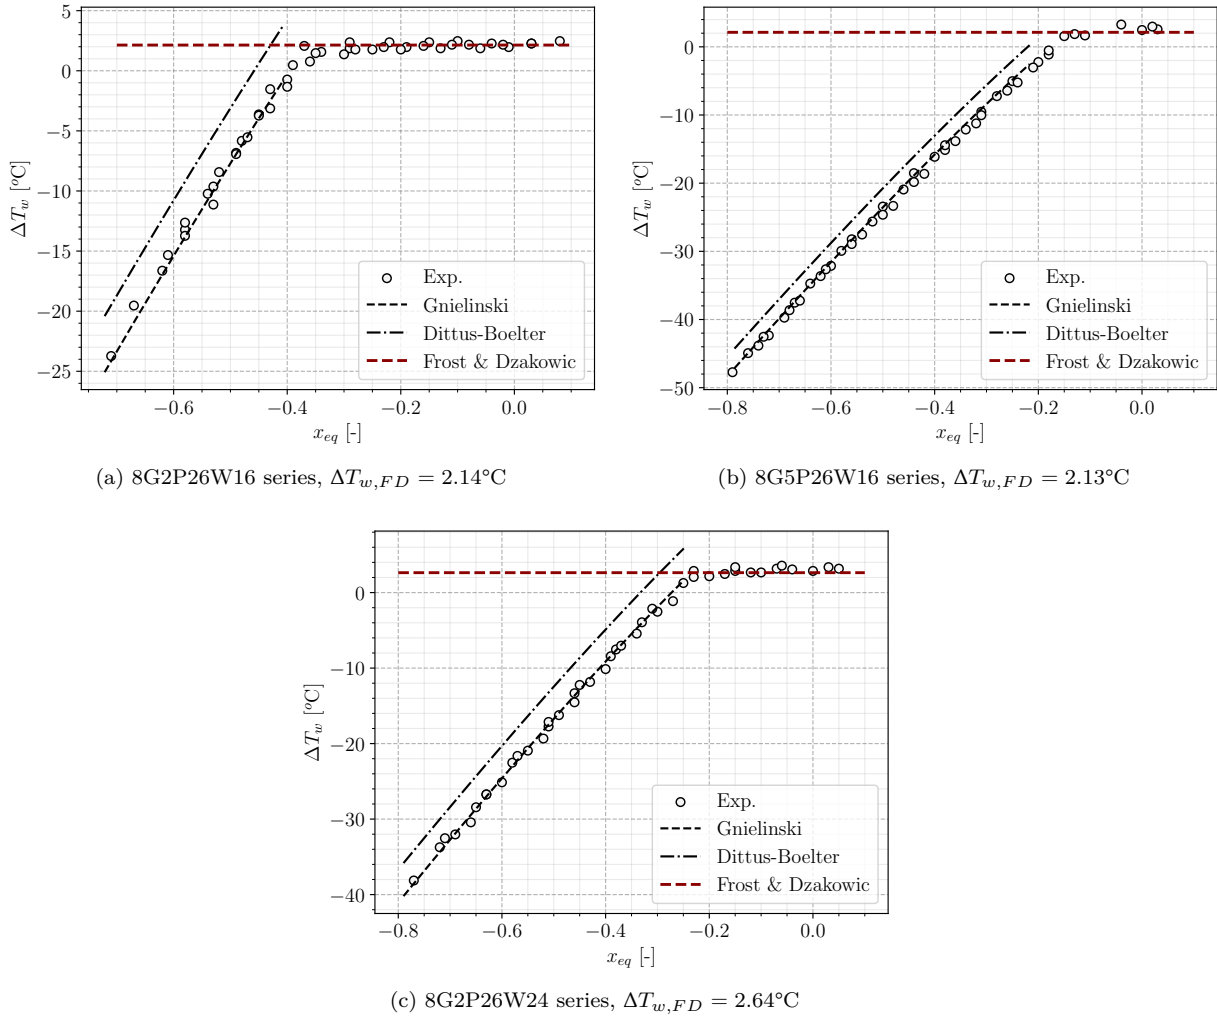 5
0
−5
−10
−15
−20
−25
ΔT_w [°C]
Exp.
Gnielinski
Dittus-Boelter
Frost & Dzakowic
−0.6 −0.4 −0.2 0.0
x_eq [-]
(a) 8G2P26W16 series, ΔT_w,FD = 2.14°C
0
−10
−20
−30
−40
−50
ΔT_w [°C]
Exp.
Gnielinski
Dittus-Boelter
Frost & Dzakowic
−0.8 −0.6 −0.4 −0.2 0.0
x_eq [-]
(b) 8G5P26W16 series, ΔT_w,FD = 2.13°C
0
−10
−20
−30
−40
ΔT_w [°C]
Exp.
Gnielinski
Dittus-Boelter
Frost & Dzakowic
−0.8 −0.6 −0.4 −0.2 0.0
x_eq [-]
(c) 8G2P26W24 series, ΔT_w,FD = 2.64°C